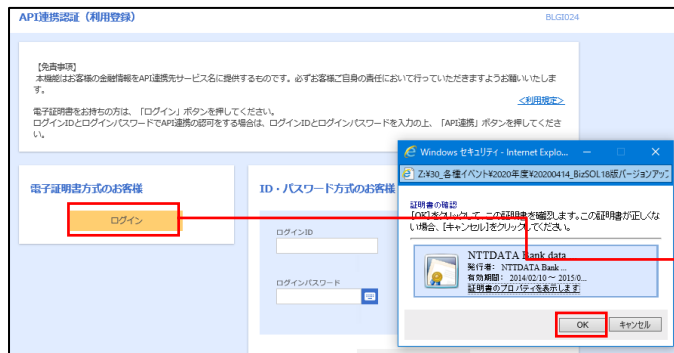 API連携認証（利用登録）
BLGI024
【免責事項】
本機能はお客様の金融情報をAPI連携先サービス名に提供するものです。必ずお客様ご自身の責任において行っていただきますようお願いいたしま
す。
<利用規定>
電子証明書をお持ちの方は、「ログイン」ボタンを押してください。
ログインIDとログインパスワードでAPI連携の認可をする場合は、ログインIDとログインパスワードを入力の上、「API連携」ボタンを押してくださ
い。
電子証明書方式のお客様
ログイン
ID・パスワード方式のお客様
ログインID
ログインパスワード
Windows セキュリティ - Internet Explo...
Z:¥30_各種イベント¥2020年度¥20200414_BizSOL18版バージョンアップ
証明書の確認
[OK]をクリックして、この証明書を確認します。この証明書が正しくな
い場合、[キャンセル]をクリックしてください。
NTTDATA Bank data
発行者: NTTDATA Bank ...
有効期間: 2014/02/10 ～ 2015/0...
証明書のプロパティを表示します
OK
キャンセル